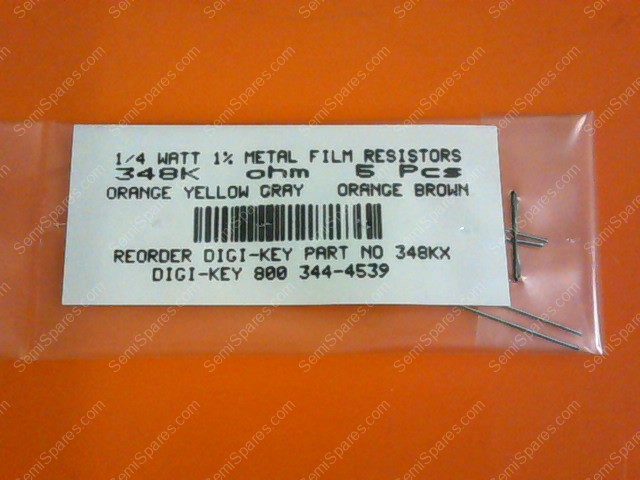 1/4 WATT 1% METAL FILM RESISTORS
348K ohm 5 Pcs
ORANGE YELLOW GRAY ORANGE BROWN
REORDER DIGI-KEY PART NO 348KX
DIGI-KEY 800 344-4539
SemiSpares.com